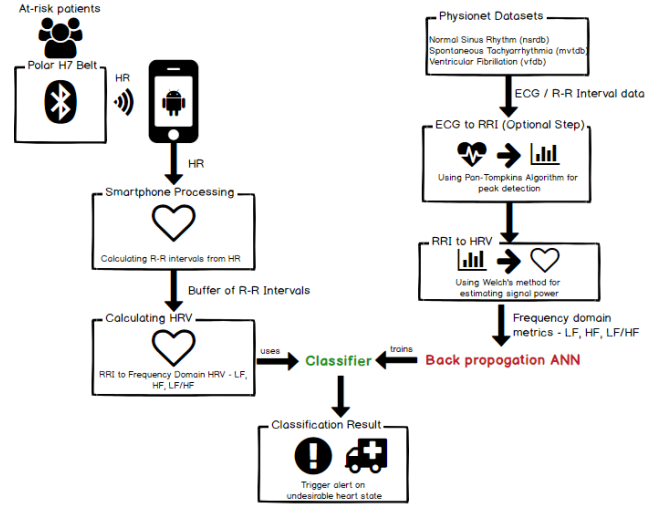 At-risk patients
Polar H7 Belt
HR
HR
Smartphone Processing
Calculating R-R intervals from HR
Buffer of R-R Intervals
Calculating HRV
RRI to Frequency Domain HRV - LF,
HF, LF/HF
uses
Classifier
trains
Back propogation ANN
Physionet Datasets
Normal Sinus Rhythm (nsrdb)
Spontaneous Tachyarrhythmia (mvtdb)
Ventricular Fibrillation (vfdb)
ECG / R-R Interval data
ECG to RRI (Optional Step)
Using Pan-Tompkins Algorithm for
peak detection
RRI to HRV
Using Welch's method for
estimating signal power
Frequency domain
metrics - LF, HF, LF/HF
Classification Result
Trigger alert on
undesirable heart state